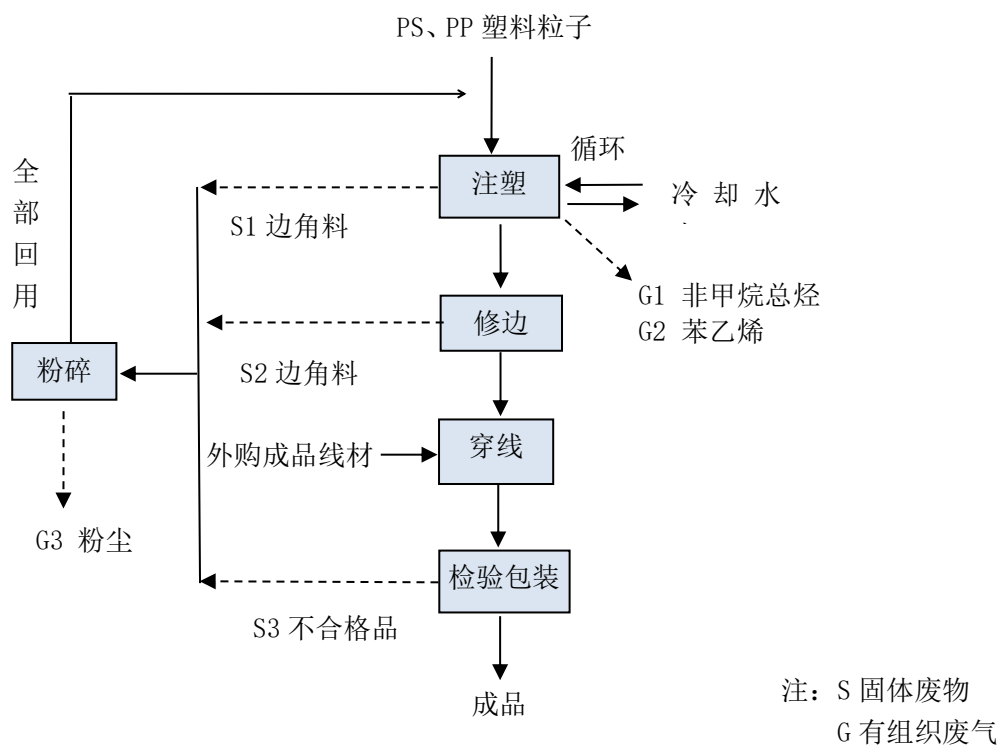 PS、PP 塑料粒子
循环
注塑
冷 却 水
S1 边角料
全部回用
G1 非甲烷总烃
G2 苯乙烯
修边
粉碎
S2 边角料
外购成品线材
穿线
G3 粉尘
检验包装
S3 不合格品
成品
注：S 固体废物
G 有组织废气